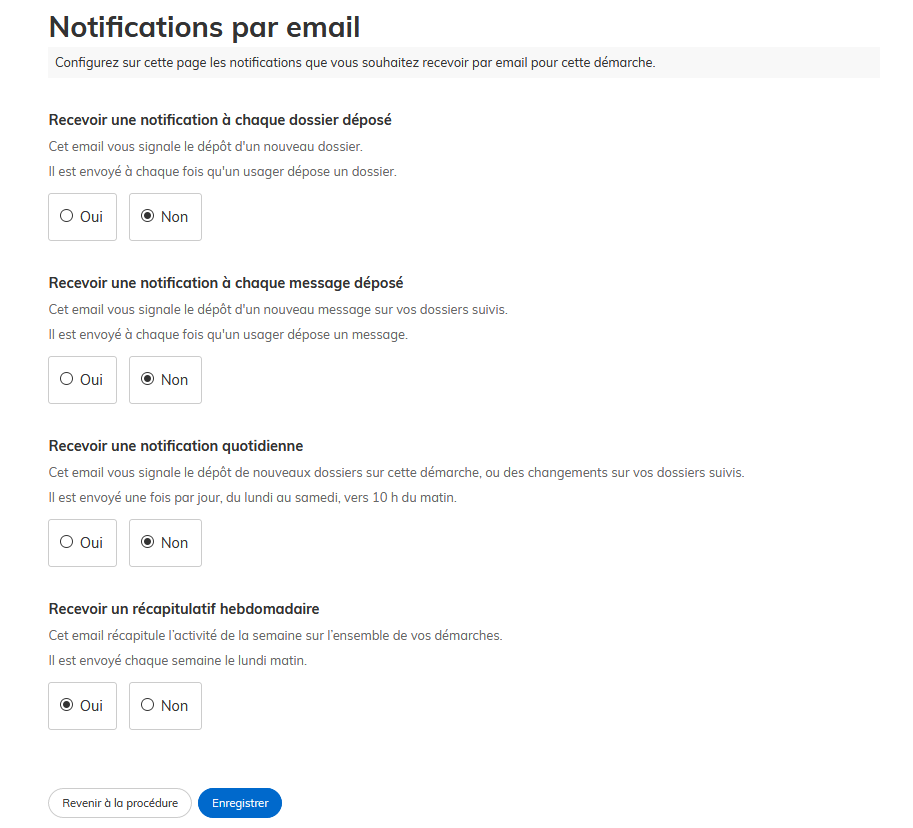 Notifications par email
Configurez sur cette page les notifications que vous souhaitez recevoir par email pour cette démarche.
Recevoir une notification à chaque dossier déposé
Cet email vous signale le dépôt d'un nouveau dossier.
Il est envoyé à chaque fois qu'un usager dépose un dossier.
Oui Non
Recevoir une notification à chaque message déposé
Cet email vous signale le dépôt d'un nouveau message sur vos dossiers suivis.
Il est envoyé à chaque fois qu'un usager dépose un message.
Oui Non
Recevoir une notification quotidienne
Cet email vous signale le dépôt de nouveaux dossiers sur cette démarche, ou des changements sur vos dossiers suivis.
Il est envoyé une fois par jour, du lundi au samedi, vers 10 h du matin.
Oui Non
Recevoir un récapitulatif hebdomadaire
Cet email récapitule l’activité de la semaine sur l’ensemble de vos démarches.
Il est envoyé chaque semaine le lundi matin.
Oui Non
Revenir à la procédure Enregistrer